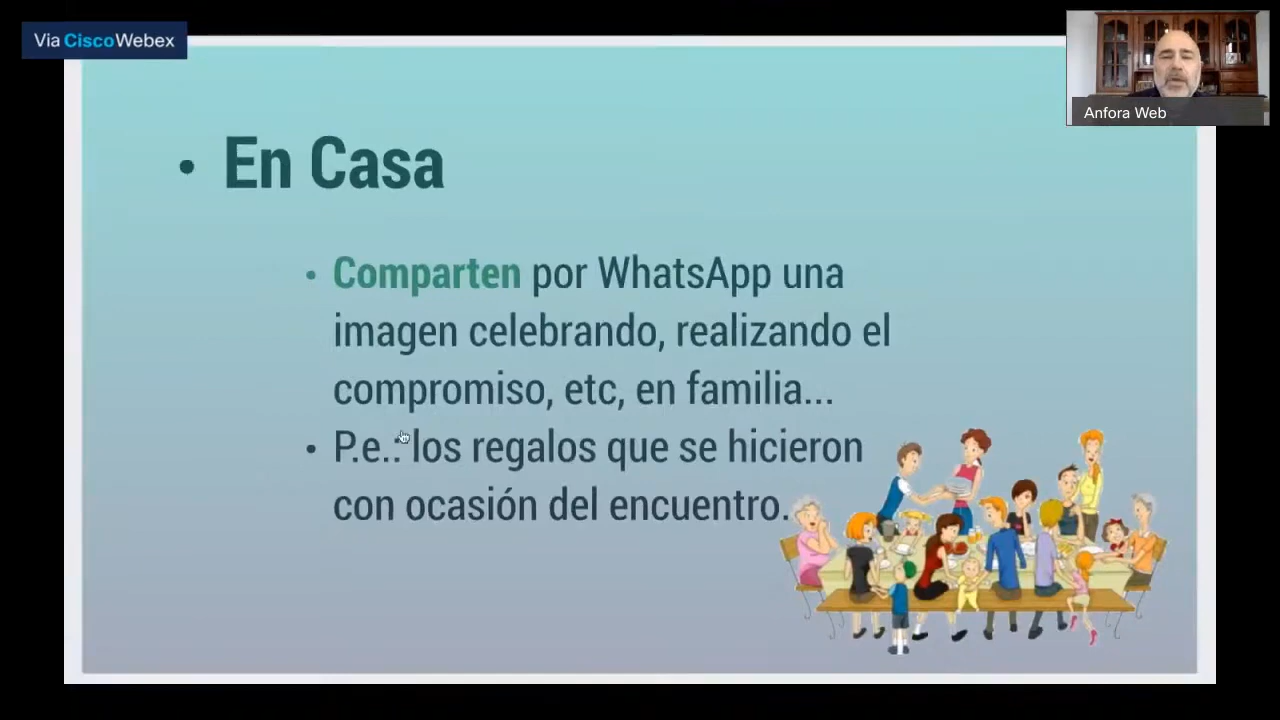 Via CiscoWebex
Anfora Web
• En Casa
• Comparten por WhatsApp una
imagen celebrando, realizando el
compromiso, etc, en familia...
• P.e.: los regalos que se hicieron
con ocasión del encuentro.